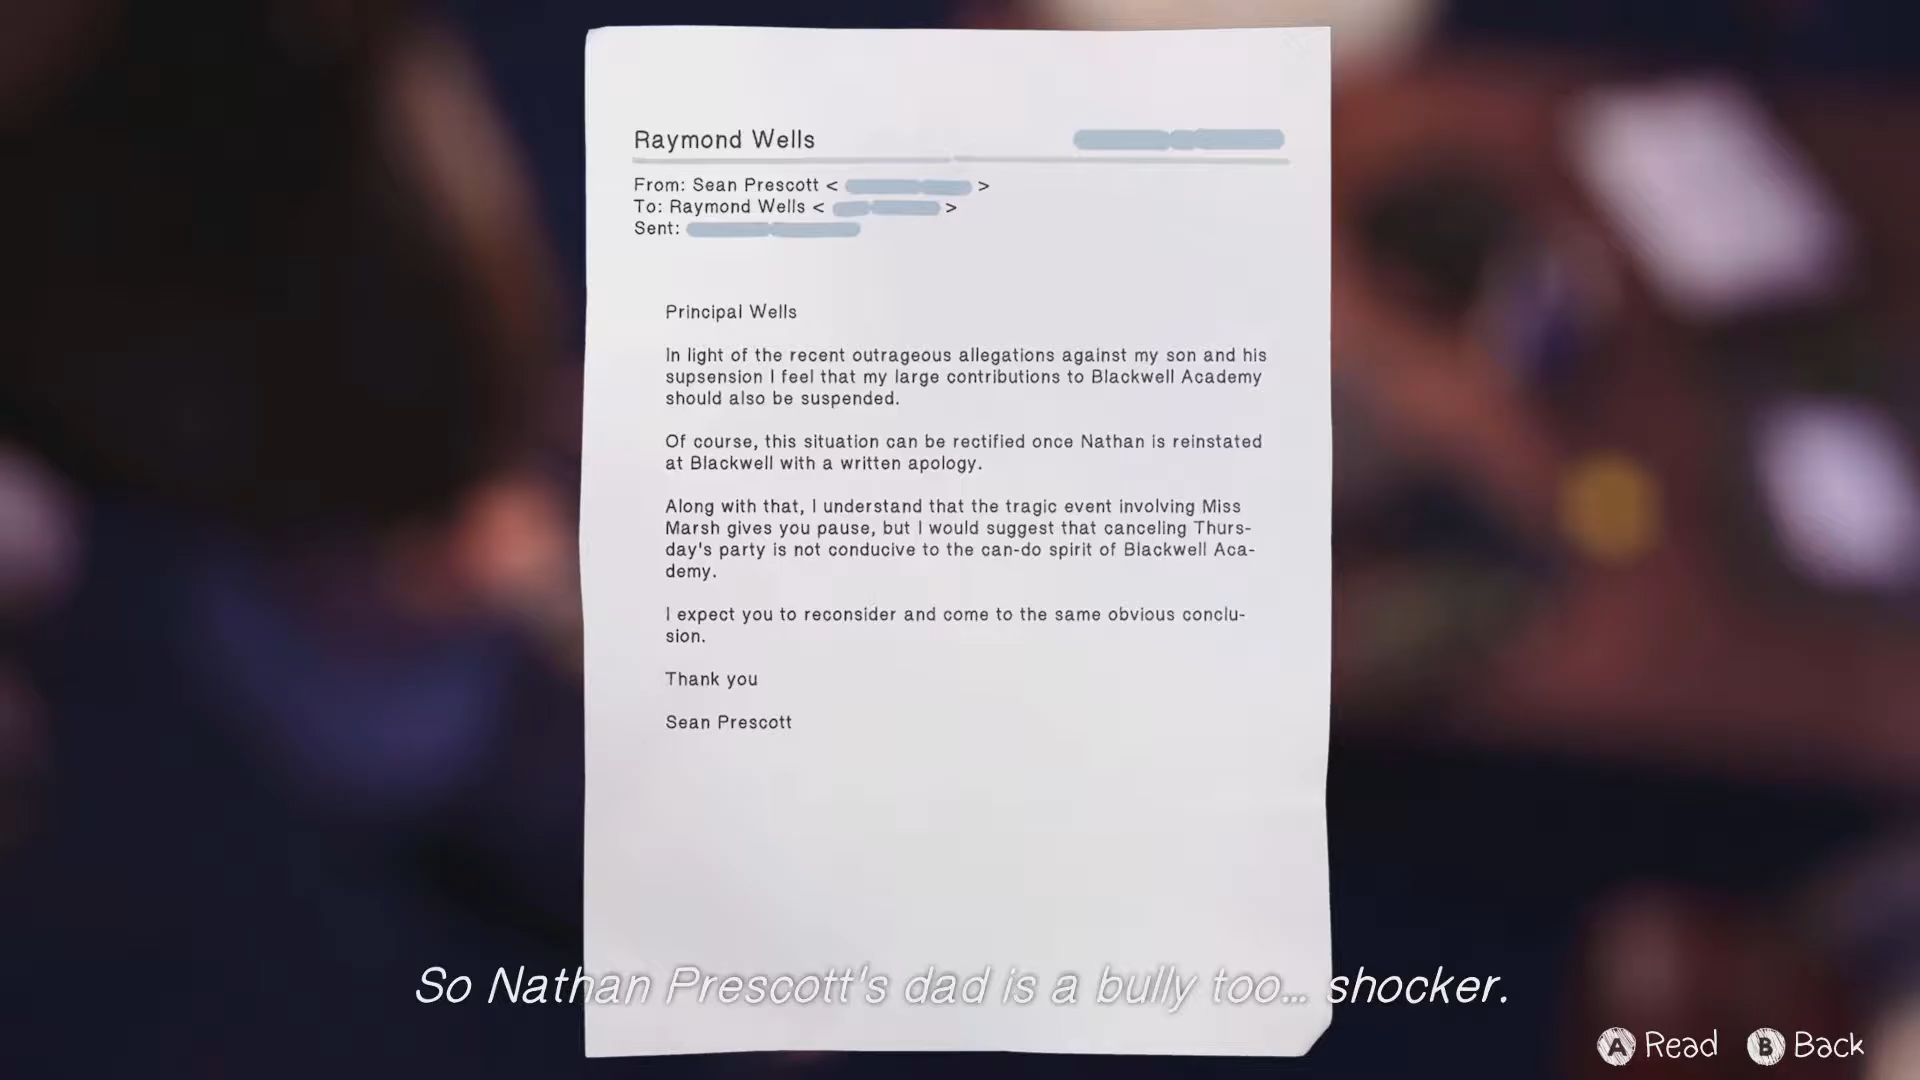 Raymond Wells
From: Sean Prescott < >
To: Raymond Wells < >
Sent:
Principal Wells
In light of the recent outrageous allegations against my son and his
supsension I feel that my large contributions to Blackwell Academy
should also be suspended.
Of course, this situation can be rectified once Nathan is reinstated
at Blackwell with a written apology.
Along with that, I understand that the tragic event involving Miss
Marsh gives you pause, but I would suggest that canceling Thurs-
day's party is not conducive to the can-do spirit of Blackwell Aca-
demy.
I expect you to reconsider and come to the same obvious conclu-
sion.
Thank you
Sean Prescott
So Nathan Prescott's dad is a bully too... shocker.
A Read B Back